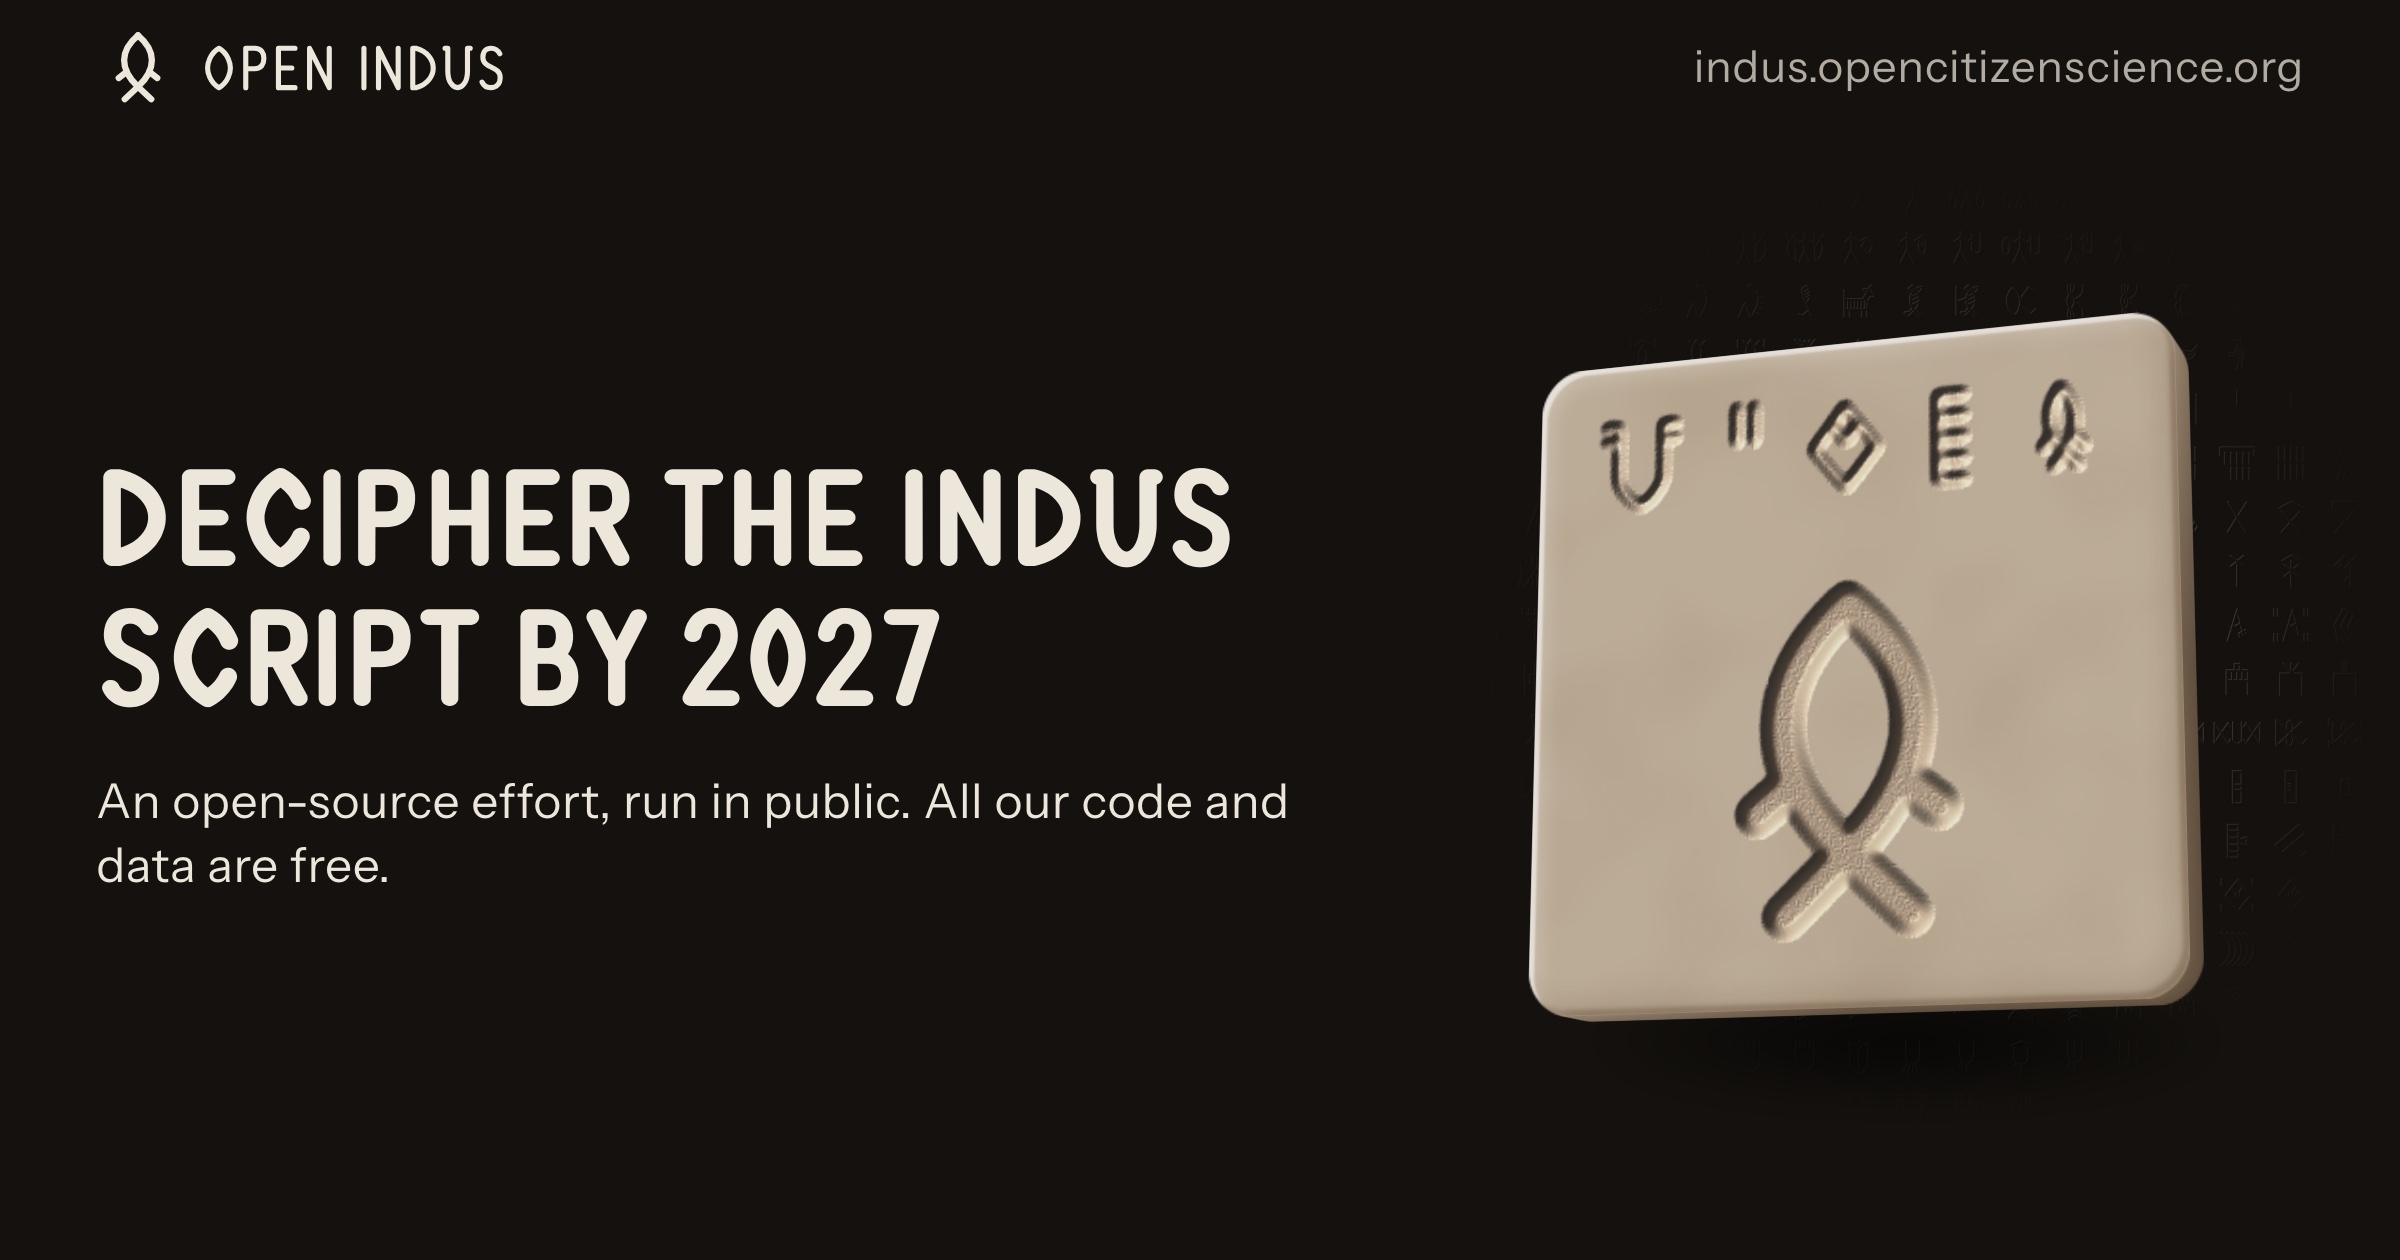 OPEN INDUS
indus.opencitizenscience.org
DECIPHER THE INDUS
SCRIPT BY 2027
An open-source effort, run in public. All our code and
data are free.